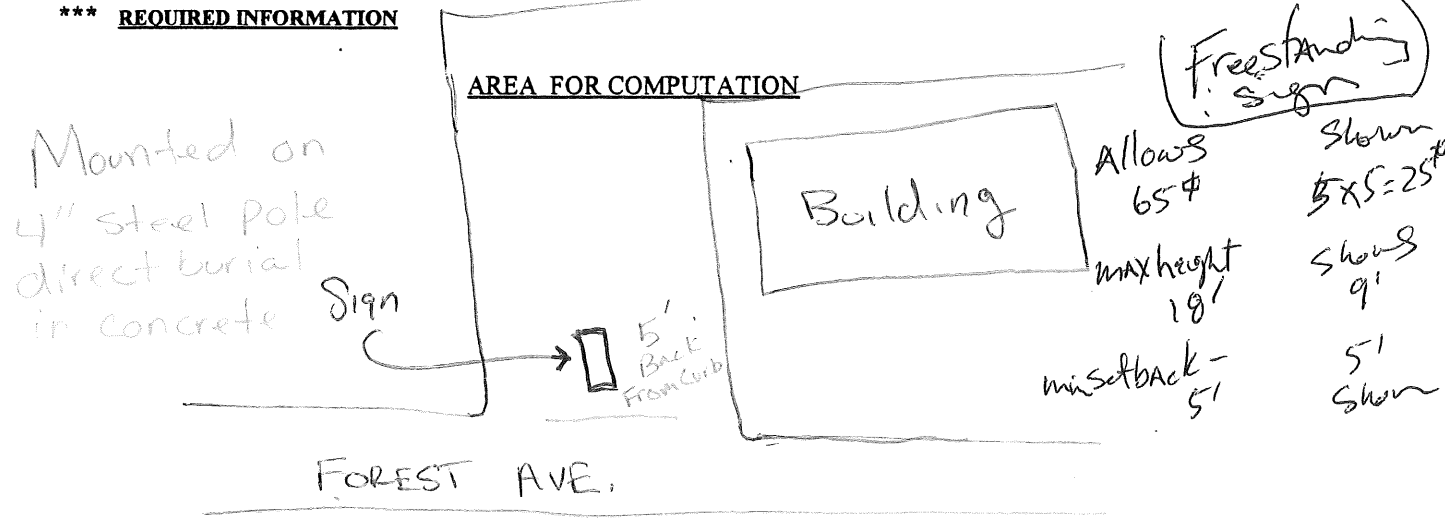 *** REQUIRED INFORMATION
AREA FOR COMPUTATION
Freestanding
Sign
Mounted on
4" steel pole
direct burial
in concrete
Sign
5'
Back
From Curb
Building
Allows
65⌷
Shown
5x5=25⌷
MAX height
18'
Shows
9'
min setback -
5'
5'
Shown
FOREST AVE.